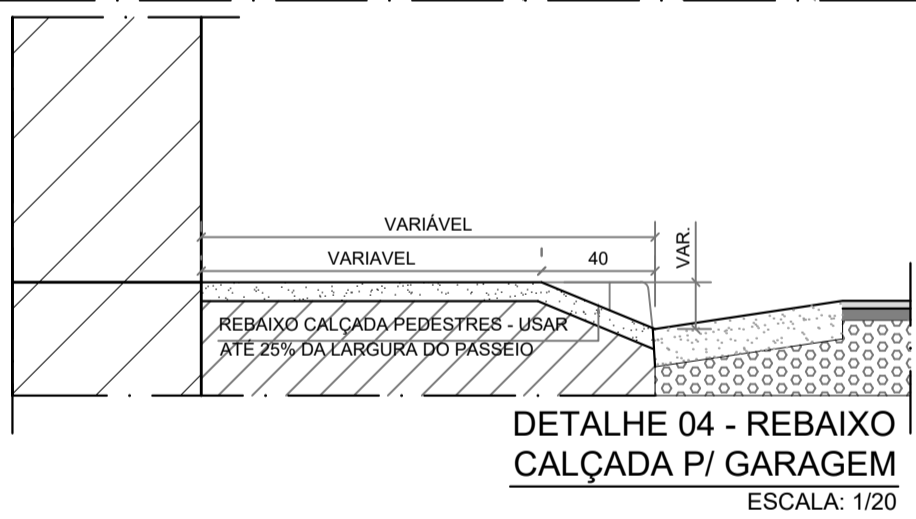 VARIÁVEL
VARIAVEL
40
VAR.
REBAIXO CALÇADA PEDESTRES - USAR
ATÉ 25% DA LARGURA DO PASSEIO
DETALHE 04 - REBAIXO
CALÇADA P/ GARAGEM
ESCALA: 1/20